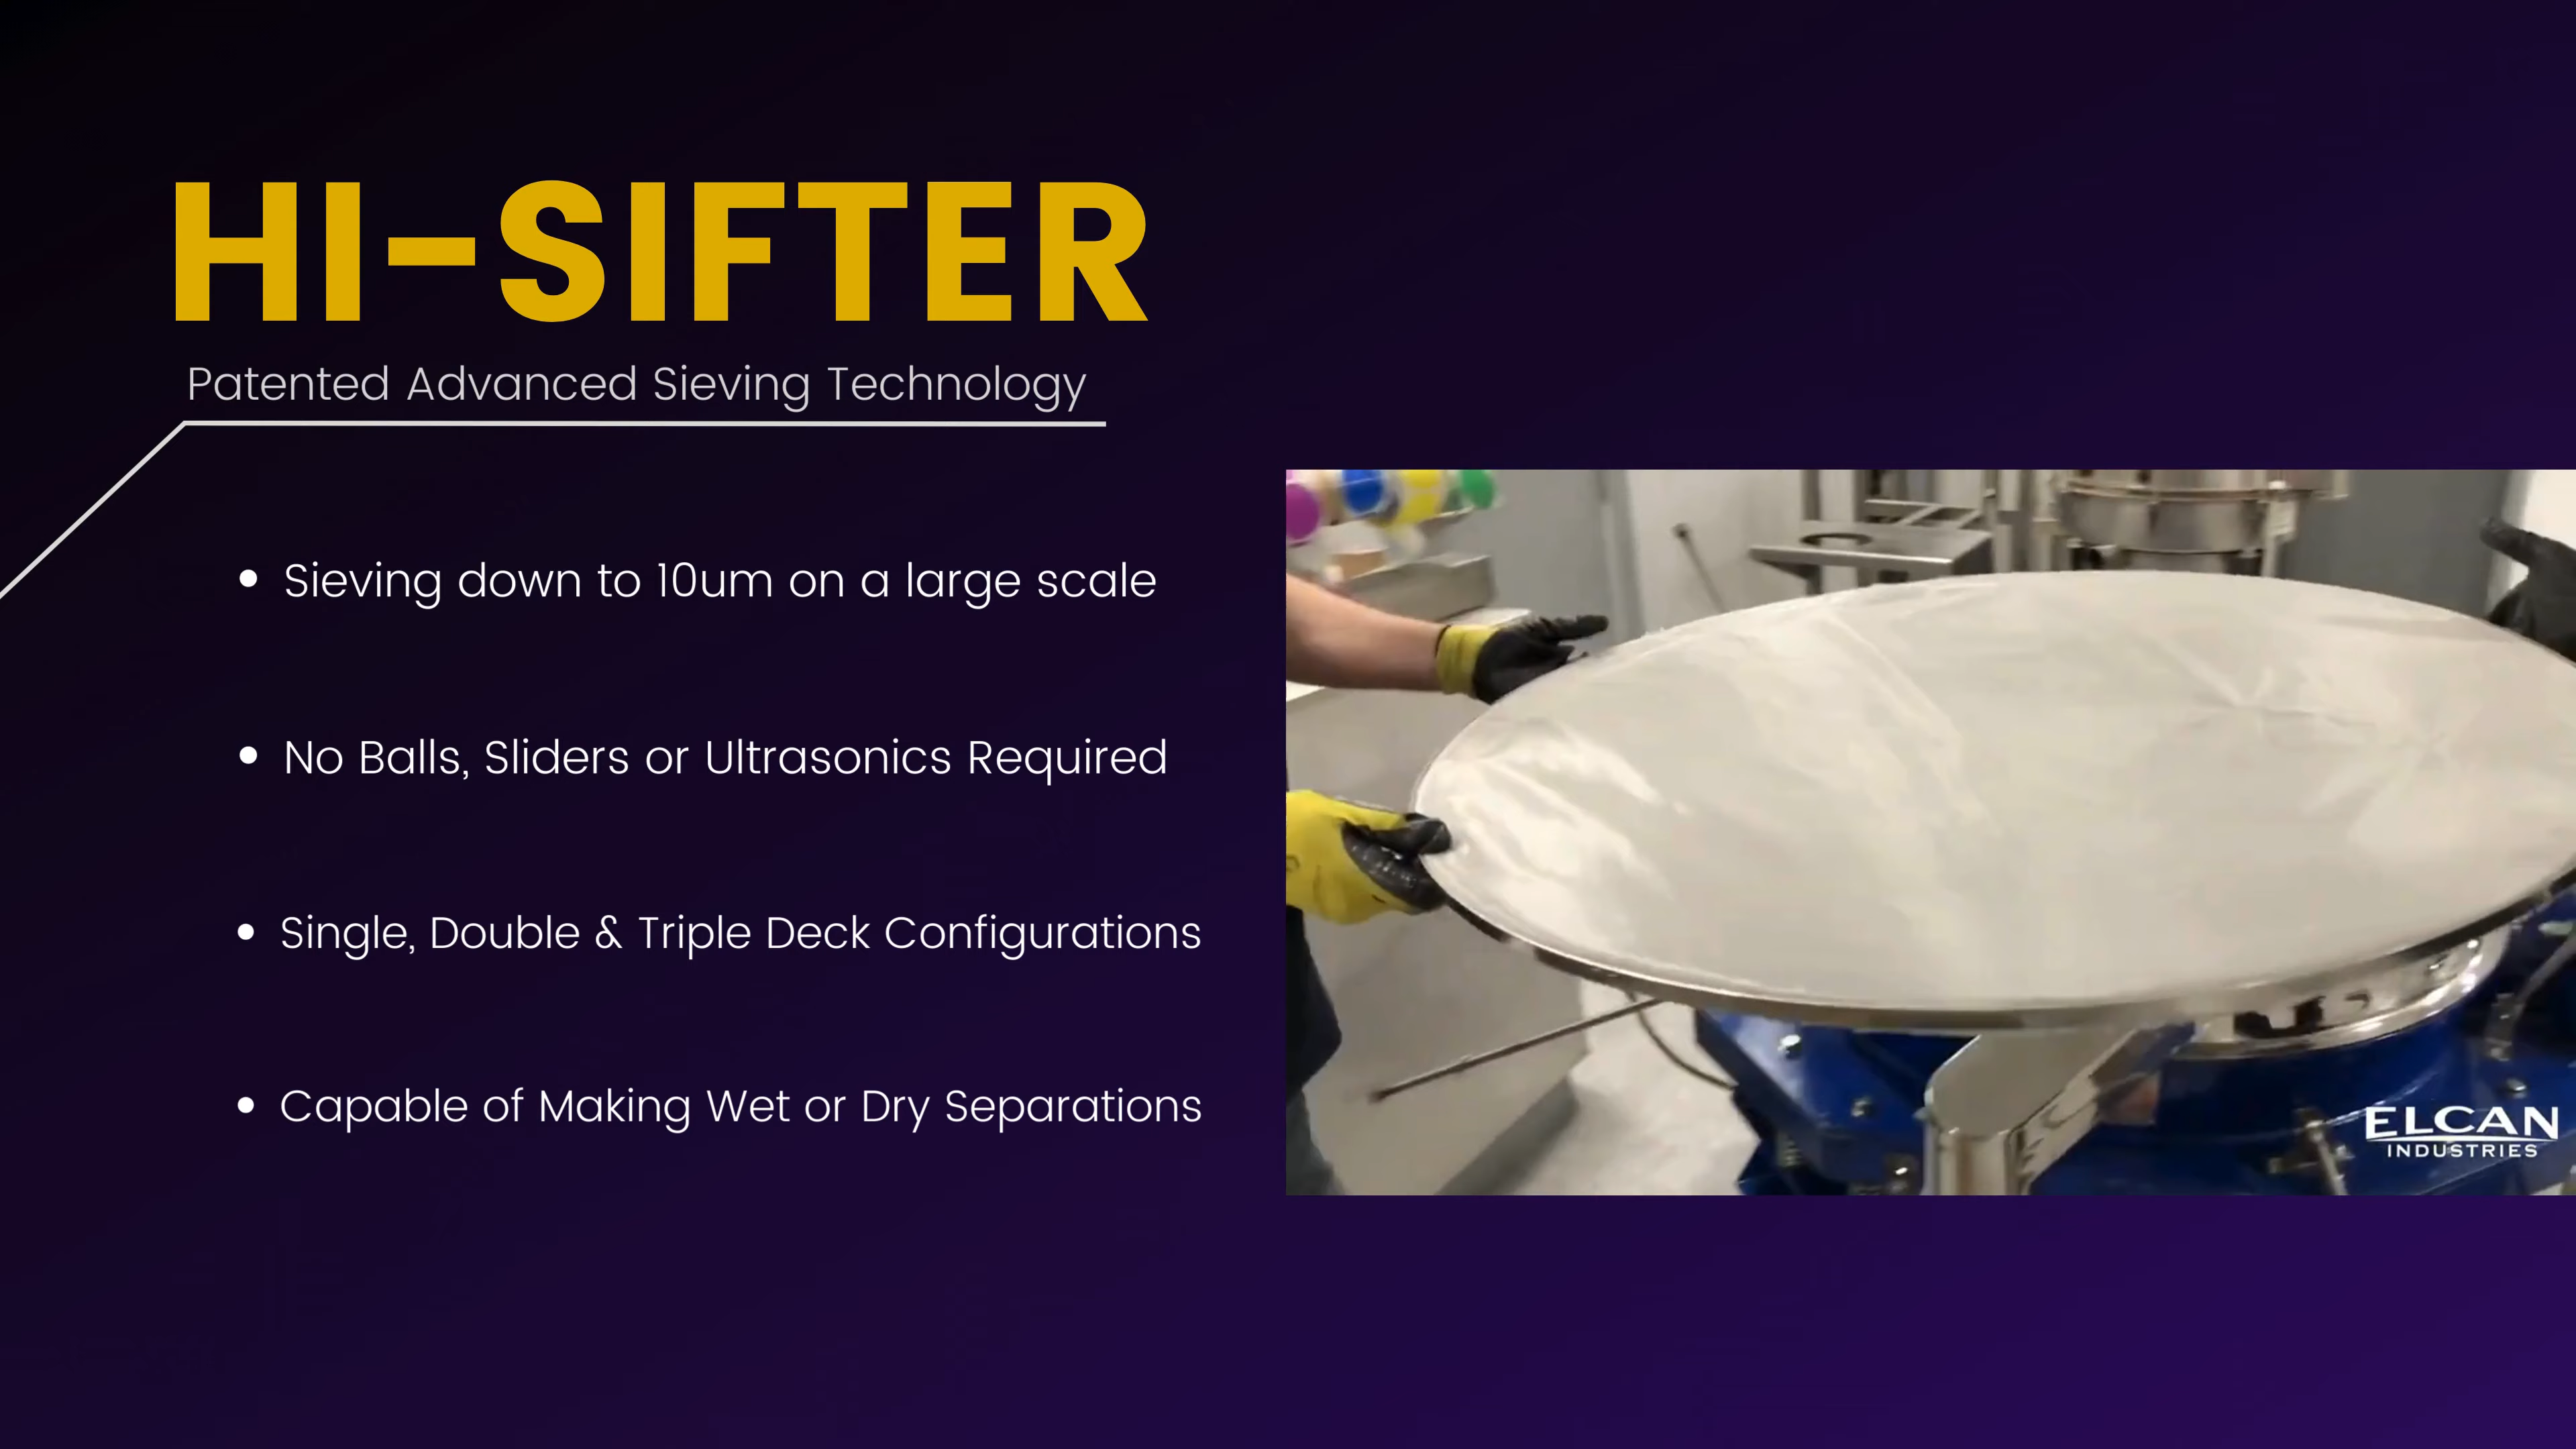 HI-SIFTER
Patented Advanced Sieving Technology
Sieving down to 10um on a large scale
No Balls, Sliders or Ultrasonics Required
Single, Double & Triple Deck Configurations
Capable of Making Wet or Dry Separations
ELCAN
INDUSTRIES